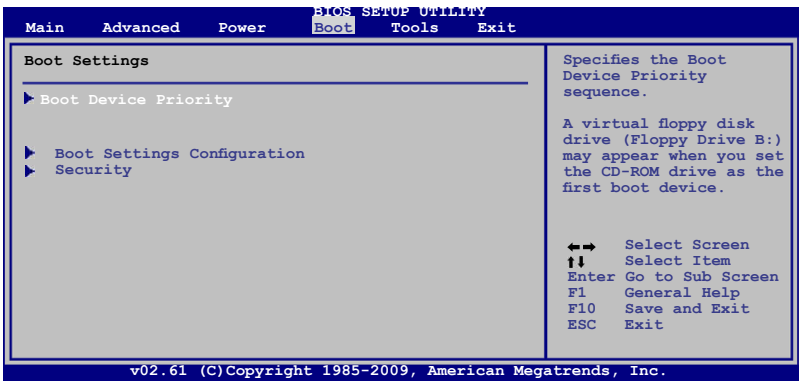 BIOS SETUP UTILITY
Main Advanced Power Boot Tools Exit
Boot Settings
Boot Device Priority
Boot Settings Configuration
Security
Specifies the Boot
Device Priority
sequence.
A virtual floppy disk
drive (Floppy Drive B:)
may appear when you set
the CD-ROM drive as the
first boot device.
←→ Select Screen
↑↓ Select Item
Enter Go to Sub Screen
F1 General Help
F10 Save and Exit
ESC Exit
v02.61 (C)Copyright 1985-2009, American Megatrends, Inc.